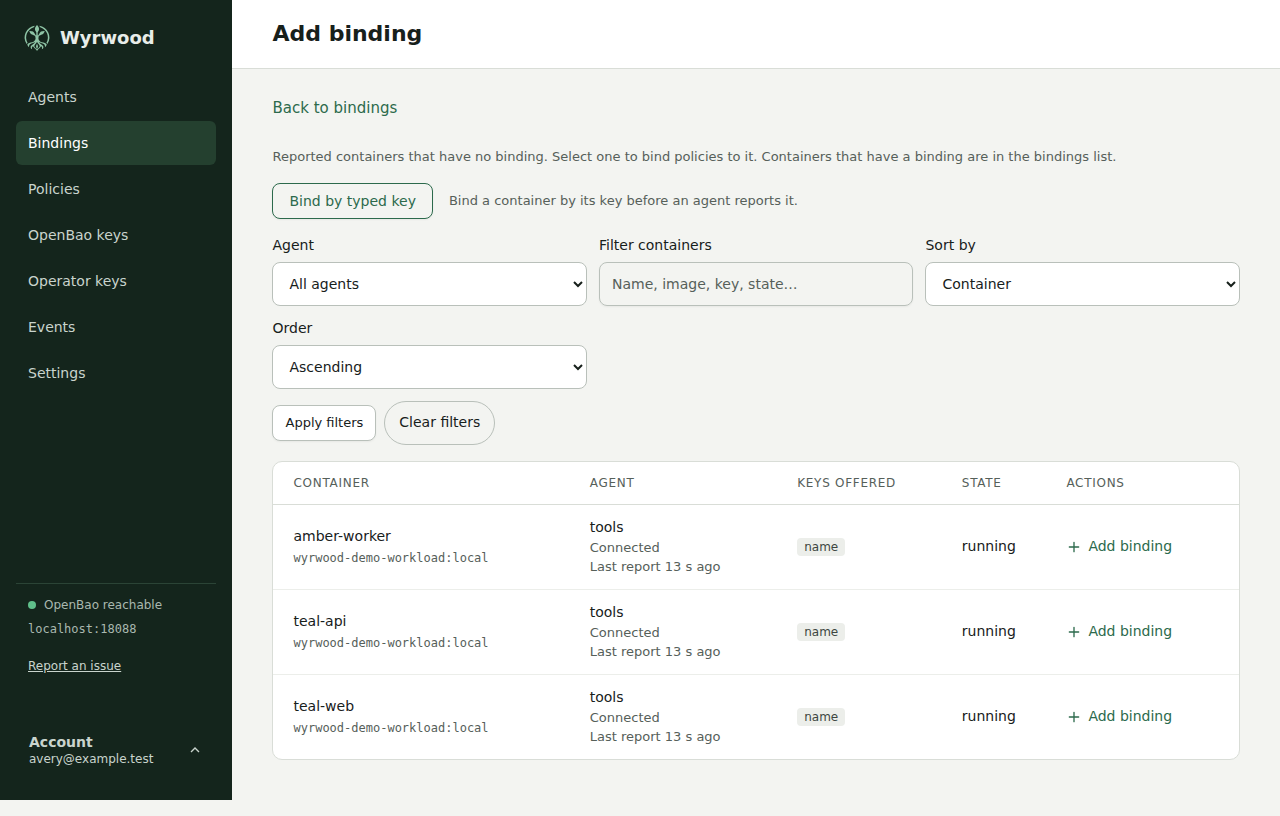 Wyrwood
Agents
Bindings
Policies
OpenBao keys
Operator keys
Events
Settings
OpenBao reachable
localhost:18088
Report an issue
Account
avery@example.test
Add binding
Back to bindings
Reported containers that have no binding. Select one to bind policies to it. Containers that have a binding are in the bindings list.
Bind by typed key Bind a container by its key before an agent reports it.
Agent Filter containers Sort by
All agents Name, image, key, state... Container
Order
Ascending
Apply filters Clear filters
CONTAINER AGENT KEYS OFFERED STATE ACTIONS
amber-worker tools name running + Add binding
wyrwood-demo-workload:local Connected
Last report 13 s ago
teal-api tools name running + Add binding
wyrwood-demo-workload:local Connected
Last report 13 s ago
teal-web tools name running + Add binding
wyrwood-demo-workload:local Connected
Last report 13 s ago